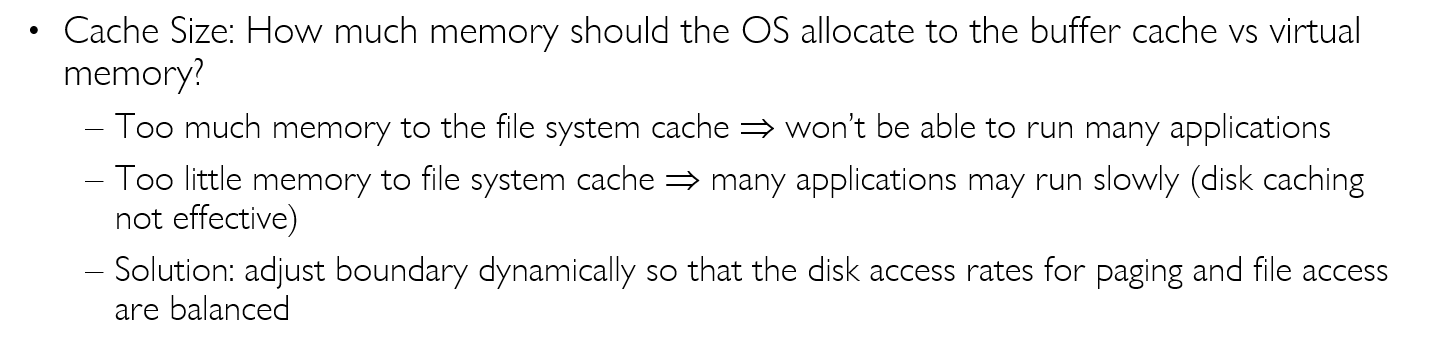 • Cache Size: How much memory should the OS allocate to the buffer cache vs virtual
memory?
– Too much memory to the file system cache ⇒ won't be able to run many applications
– Too little memory to file system cache ⇒ many applications may run slowly (disk caching
not effective)
– Solution: adjust boundary dynamically so that the disk access rates for paging and file access
are balanced